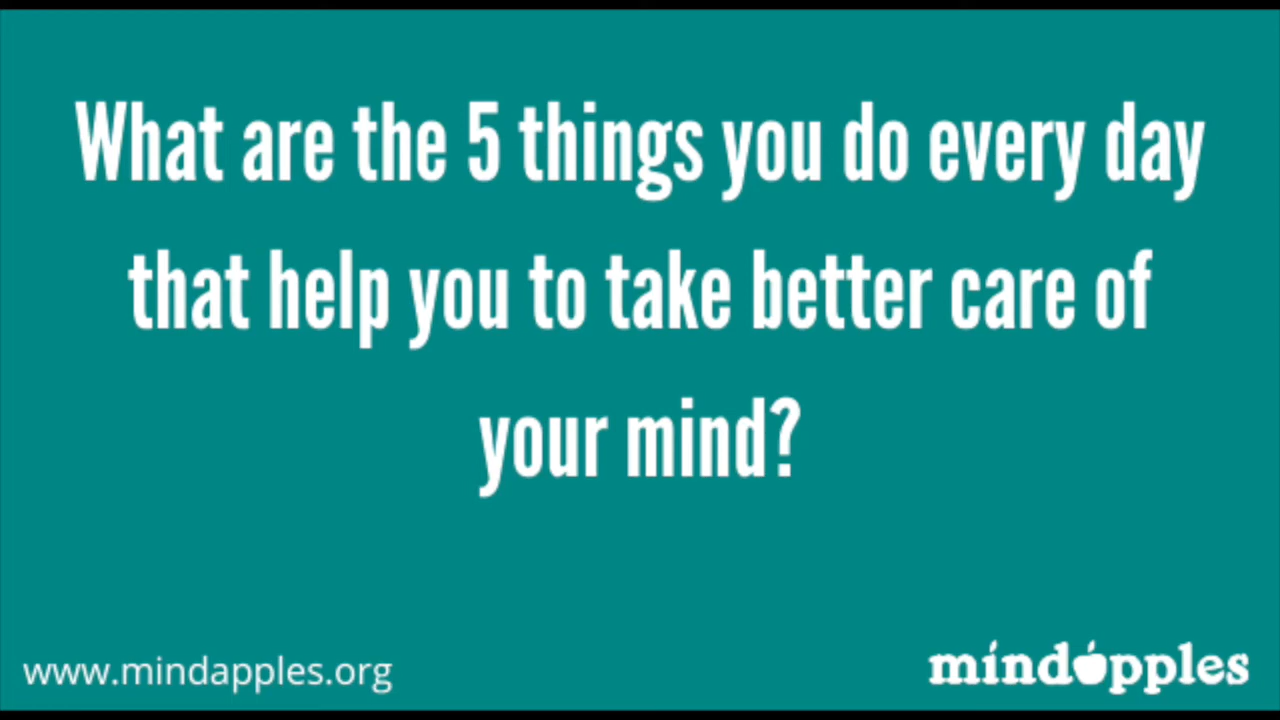 What are the 5 things you do every day
that help you to take better care of
your mind?
www.mindapples.org
mindapples